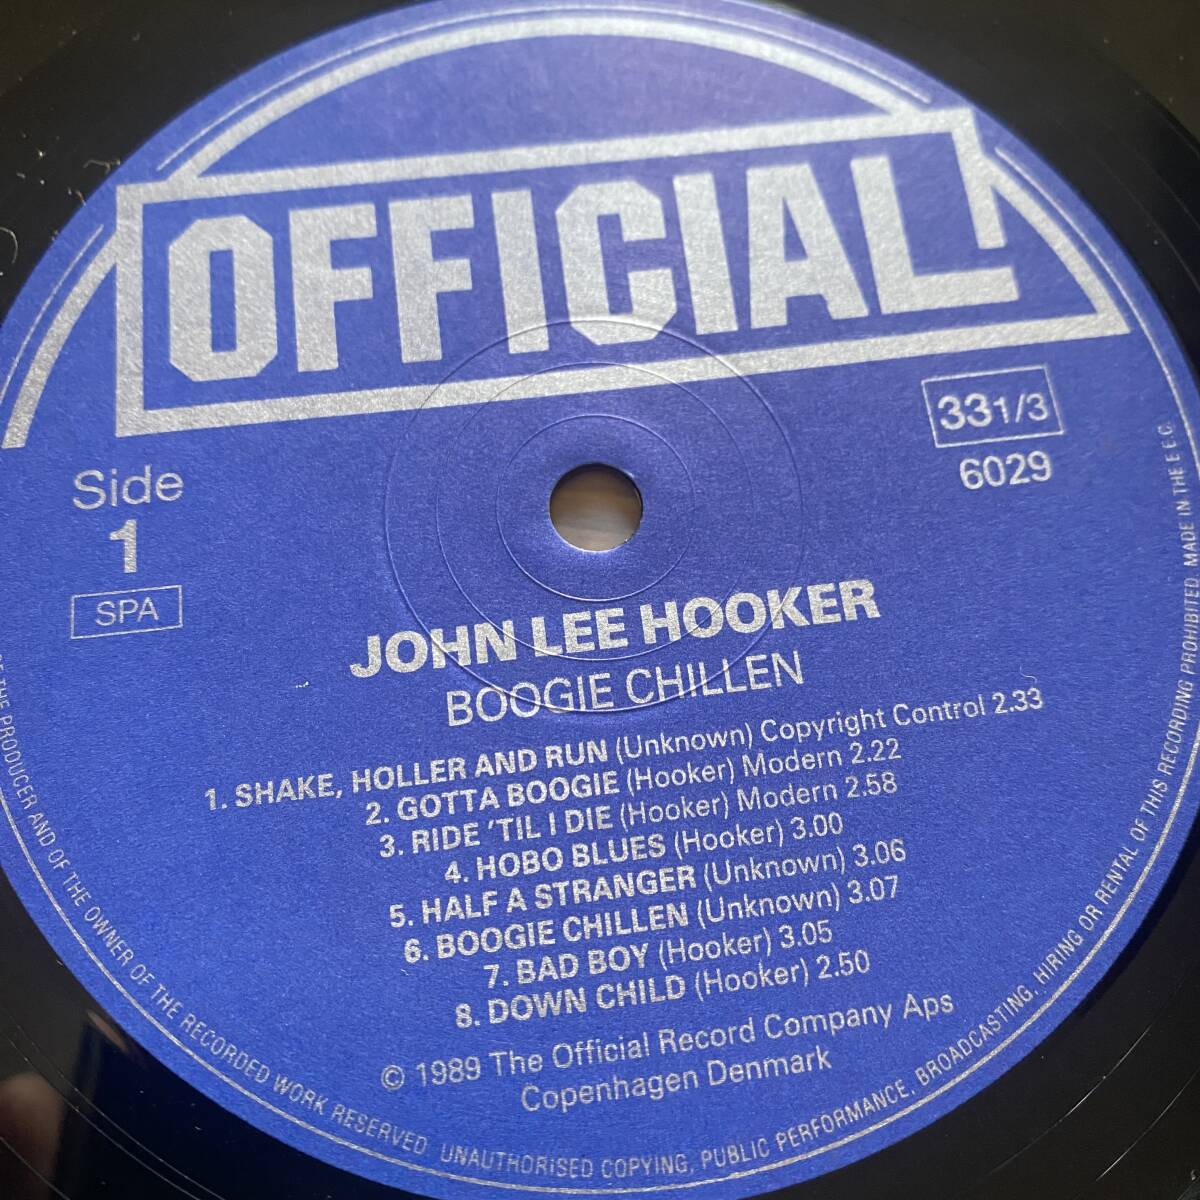 OFFICIAL
33 1/3
6029
Side
1
SPA
JOHN LEE HOOKER
BOOGIE CHILLEN
1. SHAKE, HOLLER AND RUN (Unknown) Copyright Control 2.33
2. GOTTA BOOGIE (Hooker) Modern 2.22
3. RIDE 'TIL I DIE (Hooker) Modern 2.58
4. HOBO BLUES (Hooker) 3.00
5. HALF A STRANGER (Unknown) 3.06
6. BOOGIE CHILLEN (Unknown) 3.07
7. BAD BOY (Hooker) 3.05
8. DOWN CHILD (Hooker) 2.50
© 1989 The Official Record Company Aps
Copenhagen Denmark
OF THE PRODUCER AND OF THE OWNER OF THE RECORDED WORK RESERVED. UNAUTHORISED COPYING, PUBLIC PERFORMANCE, BROADCASTING, HIRING OR RENTAL OF THIS RECORDING PROHIBITED. MADE IN THE E.E.C.